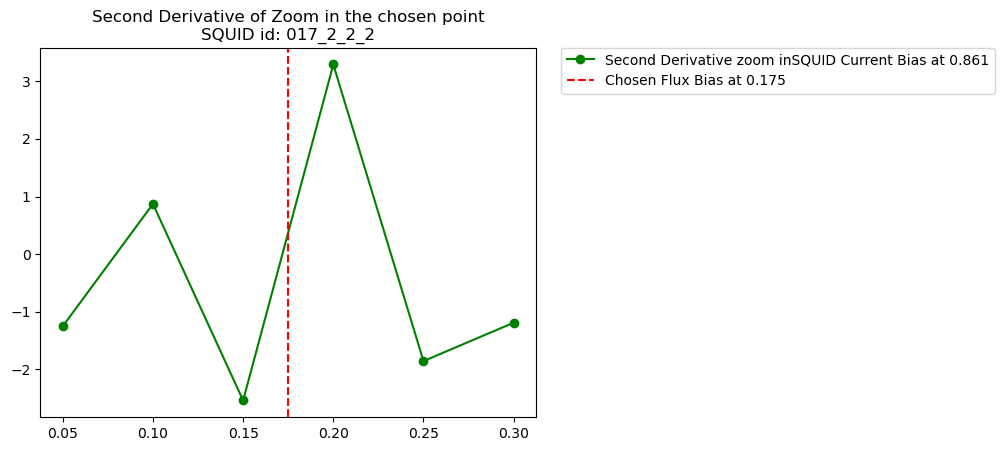 Second Derivative of Zoom in the chosen point
SQUID id: 017_2_2_2
Second Derivative zoom inSQUID Current Bias at 0.861
Chosen Flux Bias at 0.175
3
2
1
0
−1
−2
0.05 0.10 0.15 0.20 0.25 0.30